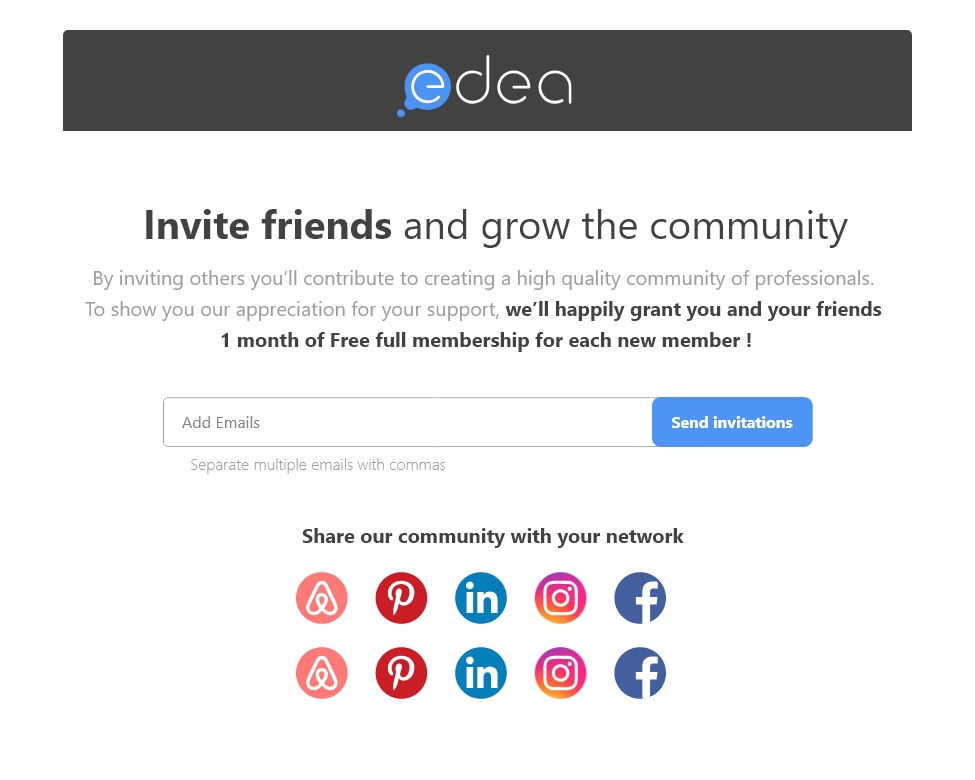 edea
Invite friends and grow the community
By inviting others you’ll contribute to creating a high quality community of professionals.
To show you our appreciation for your support, we’ll happily grant you and your friends
1 month of Free full membership for each new member !
Add Emails
Send invitations
Separate multiple emails with commas
Share our community with your network
in
in